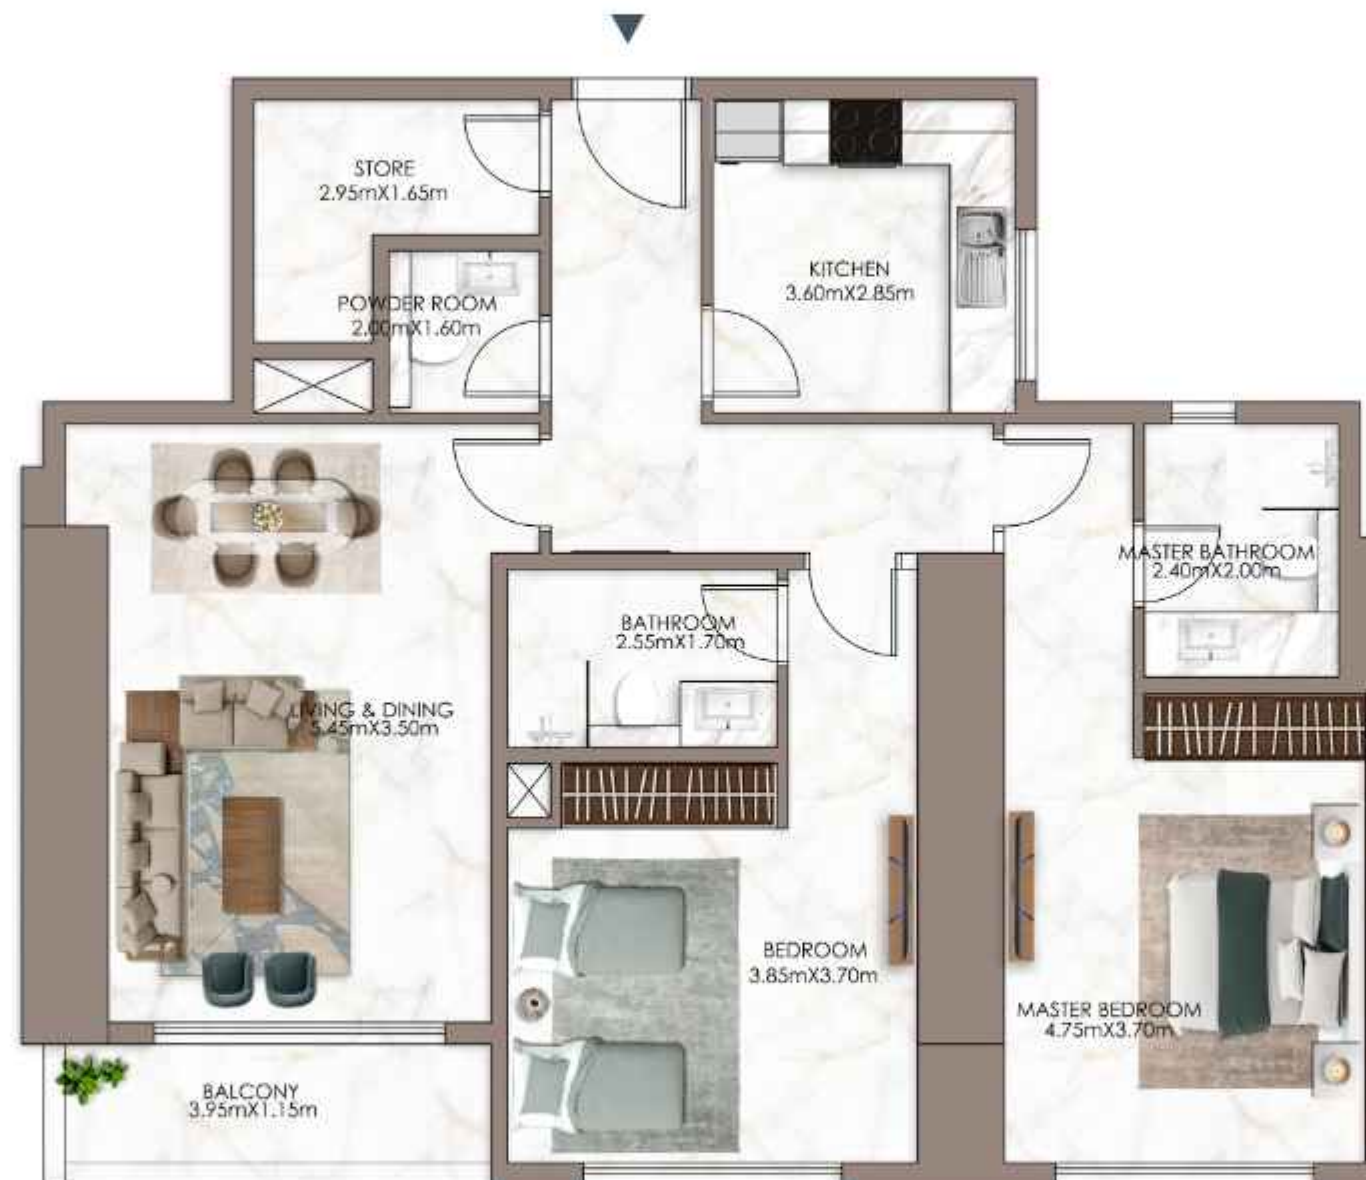 STORE
2.95mX1.65m
KITCHEN
3.60mX2.85m
POWDER ROOM
2.00mX1.60m
MASTER BATHROOM
2.40mX2.00m
BATHROOM
2.55mX1.70m
LIVING & DINING
5.45mX3.50m
BEDROOM
3.85mX3.70m
MASTER BEDROOM
4.75mX3.70m
BALCONY
3.95mX1.15m